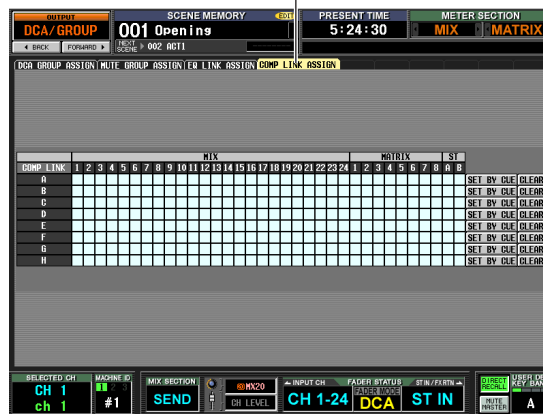 OUTPUT
DCA/GROUP
BACK FORWARD
SCENE MEMORY EDIT
001 Opening
NEXT SCENE 002 ACT1
PRESENT TIME
5:24:30
METER SECTION
MIX MATRIX
DCA GROUP ASSIGN MUTE GROUP ASSIGN EQ LINK ASSIGN COMP LINK ASSIGN
MIX MATRIX ST
COMP LINK 1 2 3 4 5 6 7 8 9 10 11 12 13 14 15 16 17 18 19 20 21 22 23 24 1 2 3 4 5 6 7 8 A B
A SET BY CUE CLEAR
B SET BY CUE CLEAR
C SET BY CUE CLEAR
D SET BY CUE CLEAR
E SET BY CUE CLEAR
F SET BY CUE CLEAR
G SET BY CUE CLEAR
H SET BY CUE CLEAR
SELECTED CH
CH 1
ch 1
MACHINE ID
1 2 3
#1
MIX SECTION
SEND
MX20
CH LEVEL
INPUT CH FADER STATUS ST IN / FXRTN
CH 1-24
FADER MODE
DCA
ST IN
DIRECT RECALL
MUTE MASTER
USER DE
KEY BAN
A